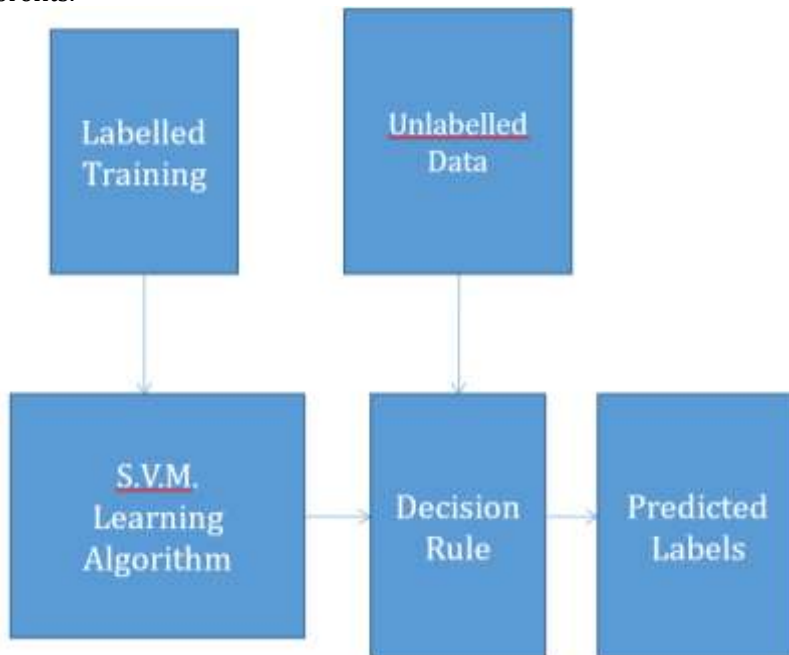 Labelled
Training
Unlabelled
Data
S.V.M.
Learning
Algorithm
Decision
Rule
Predicted
Labels